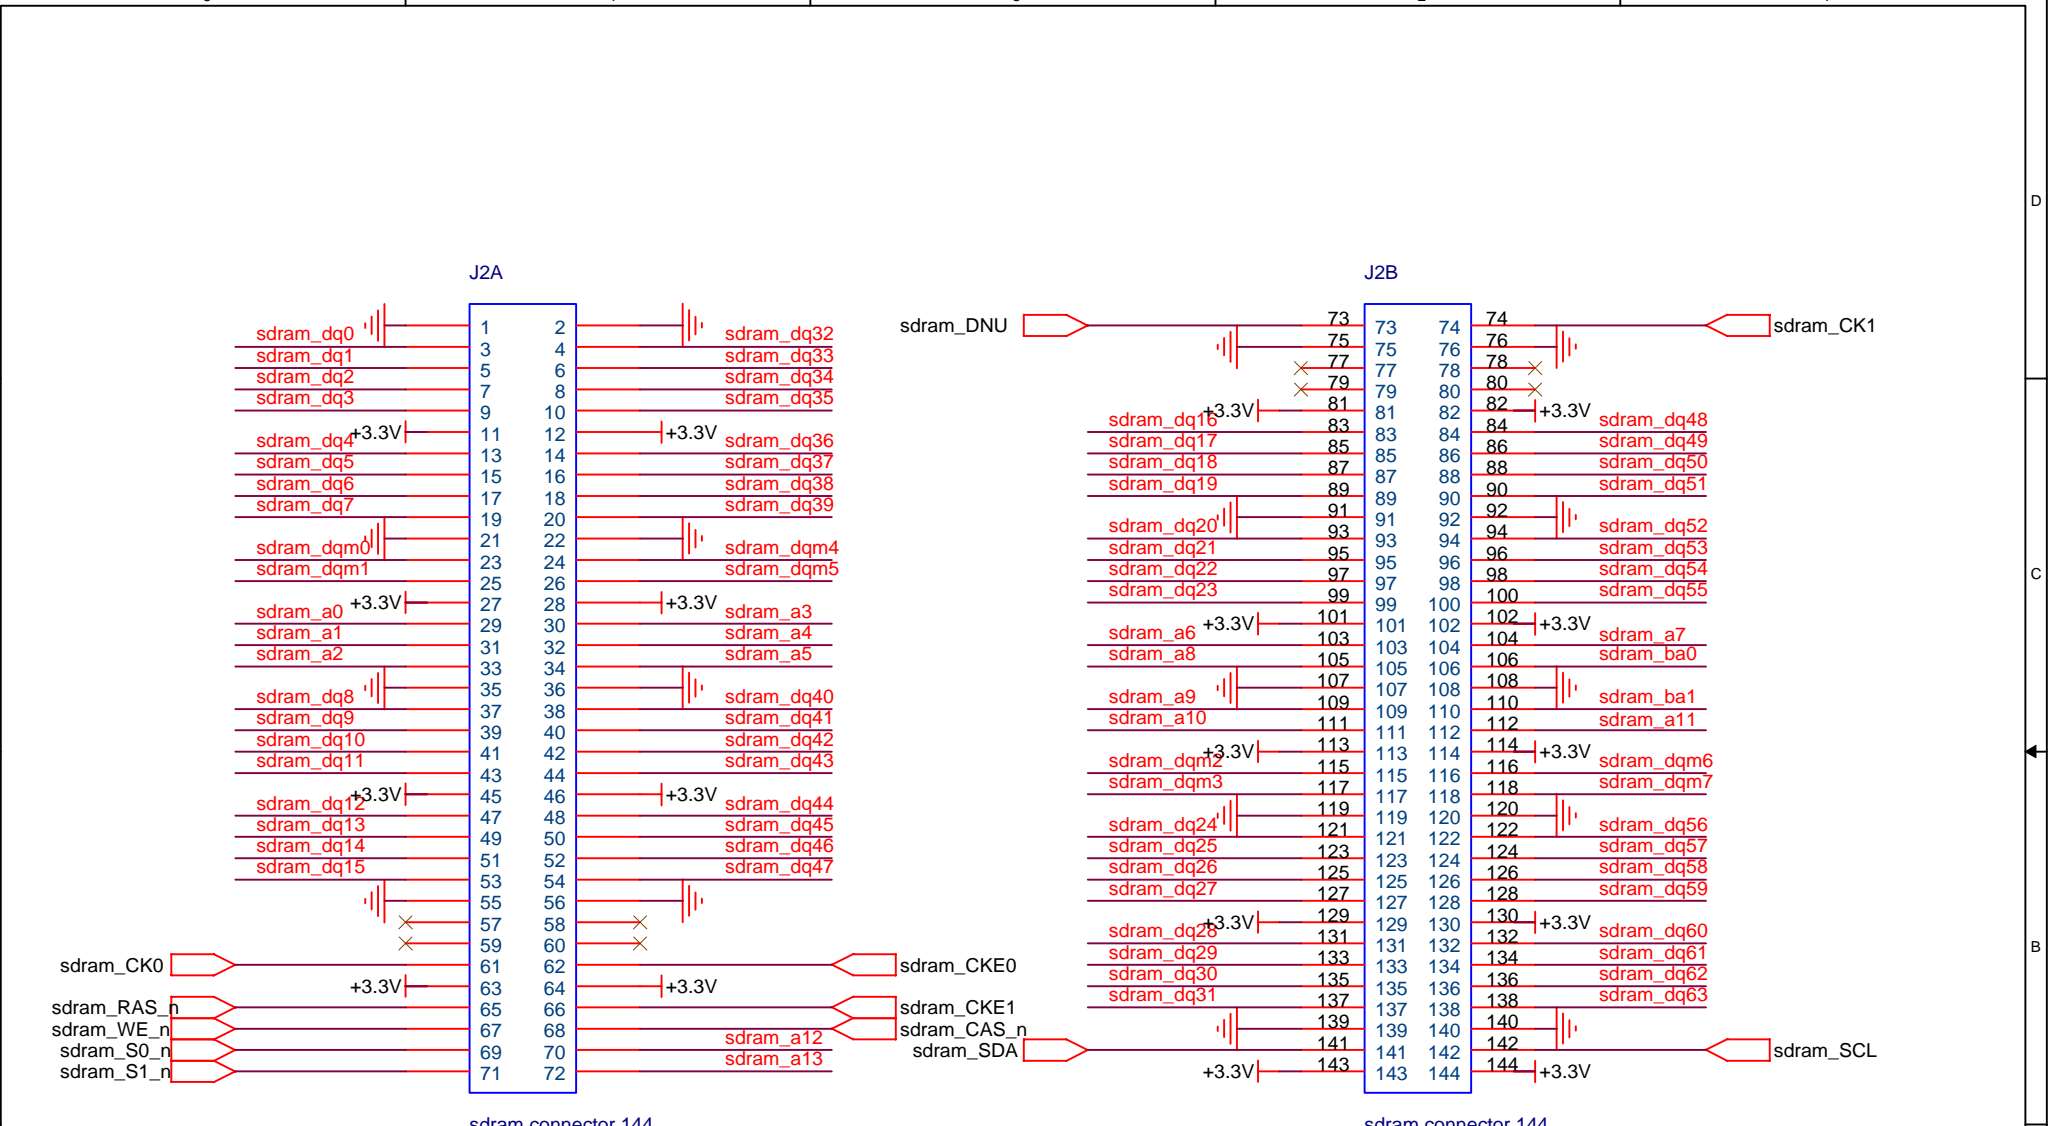 D
J2A
J2B
sdram_dq0 1 2 sdram_dq32 sdram_DNU 73 73 74 74 sdram_CK1
sdram_dq1 3 4 sdram_dq33 75 75 76 76
sdram_dq2 5 6 sdram_dq34 77 77 78 78
sdram_dq3 7 8 sdram_dq35 79 79 80 80
9 10 +3.3V 81 81 82 82 +3.3V
sdram_dq4 +3.3V 11 12 +3.3V sdram_dq36 sdram_dq16 83 83 84 84 sdram_dq48
sdram_dq5 13 14 sdram_dq37 sdram_dq17 85 85 86 86 sdram_dq49
sdram_dq6 15 16 sdram_dq38 sdram_dq18 87 87 88 88 sdram_dq50
sdram_dq7 17 18 sdram_dq39 sdram_dq19 89 89 90 90 sdram_dq51
19 20 91 91 92 92
sdram_dqm0 21 22 sdram_dqm4 sdram_dq20 93 93 94 94 sdram_dq52
sdram_dqm1 23 24 sdram_dqm5 sdram_dq21 95 95 96 96 sdram_dq53
25 26 sdram_dq22 97 97 98 98 sdram_dq54 C
+3.3V 27 28 +3.3V sdram_dq23 99 99 100 100 sdram_dq55
sdram_a0 29 30 sdram_a3 +3.3V 101 101 102 102 +3.3V
sdram_a1 31 32 sdram_a4 sdram_a6 103 103 104 104 sdram_a7
sdram_a2 33 34 sdram_a5 sdram_a8 105 105 106 106 sdram_ba0
35 36 107 107 108 108
sdram_dq8 37 38 sdram_dq40 sdram_a9 109 109 110 110 sdram_ba1
sdram_dq9 39 40 sdram_dq41 sdram_a10 111 111 112 112 sdram_a11
sdram_dq10 41 42 sdram_dq42 +3.3V 113 113 114 114 +3.3V
sdram_dq11 43 44 sdram_dq43 sdram_dqm2 115 115 116 116 sdram_dqm6
+3.3V 45 46 +3.3V sdram_dqm3 117 117 118 118 sdram_dqm7
sdram_dq12 47 48 sdram_dq44 119 119 120 120
sdram_dq13 49 50 sdram_dq45 sdram_dq24 121 121 122 122 sdram_dq56
sdram_dq14 51 52 sdram_dq46 sdram_dq25 123 123 124 124 sdram_dq57
sdram_dq15 53 54 sdram_dq47 sdram_dq26 125 125 126 126 sdram_dq58
55 56 sdram_dq27 127 127 128 128 sdram_dq59
57 58 +3.3V 129 129 130 130 +3.3V
59 60 sdram_dq28 131 131 132 132 sdram_dq60 B
sdram_CK0 61 62 sdram_CKE0 sdram_dq29 133 133 134 134 sdram_dq61
+3.3V 63 64 +3.3V sdram_dq30 135 135 136 136 sdram_dq62
sdram_RAS_n 65 66 sdram_CKE1 sdram_dq31 137 137 138 138 sdram_dq63
sdram_WE_n 67 68 sdram_CAS_n 139 139 140 140
sdram_S0_n 69 70 sdram_a12 sdram_SDA 141 141 142 142 sdram_SCL
sdram_S1_n 71 72 sdram_a13 +3.3V 143 143 144 144 +3.3V
sdram connector 144
sdram connector 144